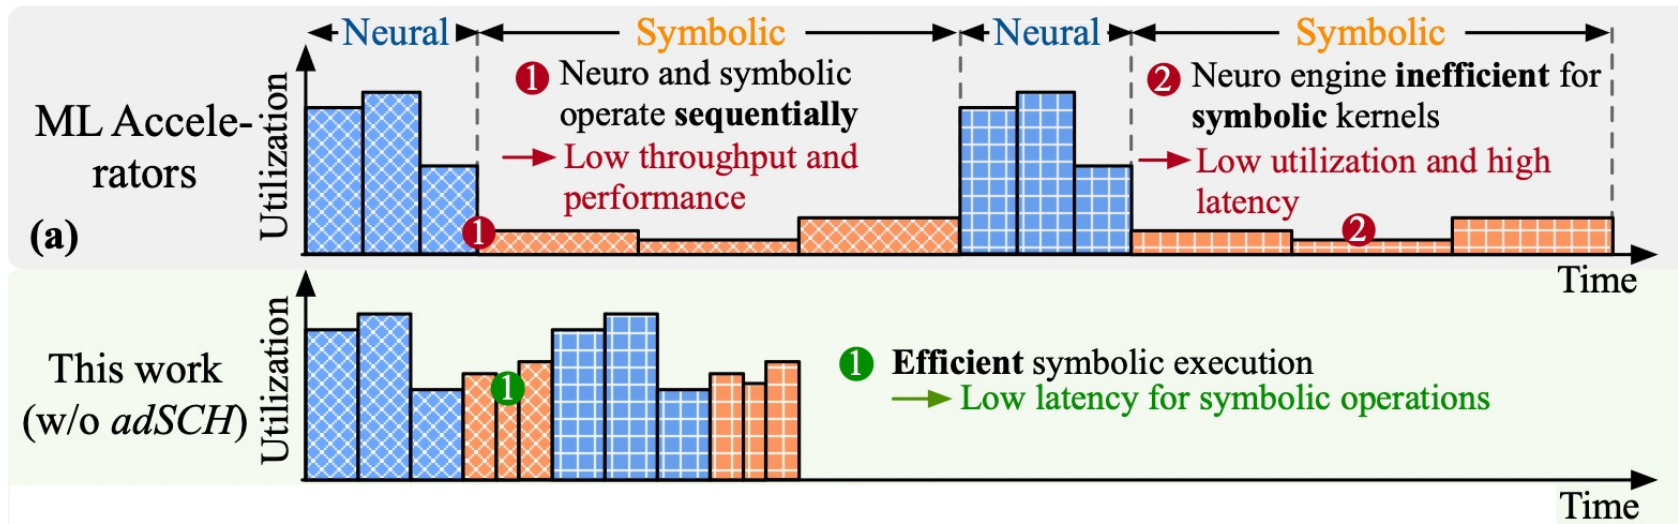 Neural
Symbolic
Neural
Symbolic
ML Accele-
rators
(a)
Utilization
1 Neuro and symbolic
operate sequentially
Low throughput and
performance
1
2 Neuro engine inefficient for
symbolic kernels
Low utilization and high
latency
2
Time
This work
(w/o adSCH)
Utilization
1
1 Efficient symbolic execution
Low latency for symbolic operations
Time